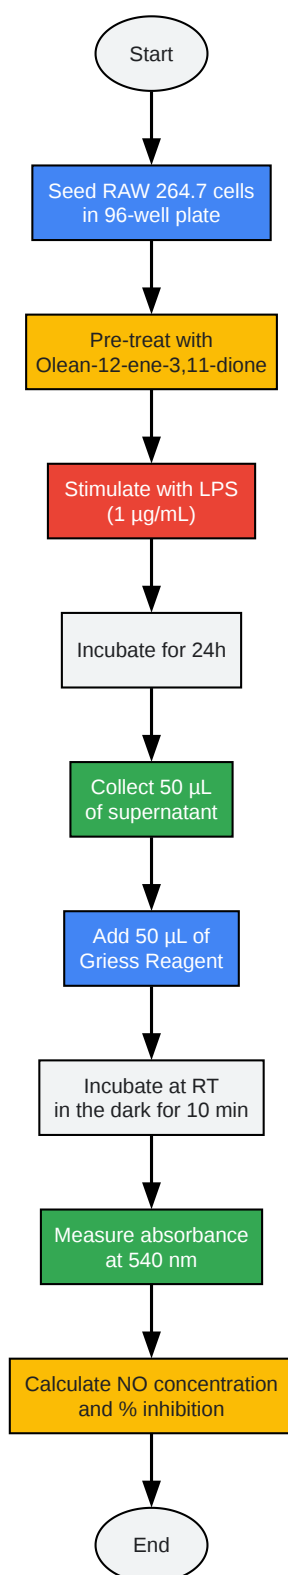 Start
Seed RAW 264.7 cells
in 96-well plate
Pre-treat with
Olean-12-ene-3,11-dione
Stimulate with LPS
(1 µg/mL)
Incubate for 24h
Collect 50 µL
of supernatant
Add 50 µL of
Griess Reagent
Incubate at RT
in the dark for 10 min
Measure absorbance
at 540 nm
Calculate NO concentration
and % inhibition
End